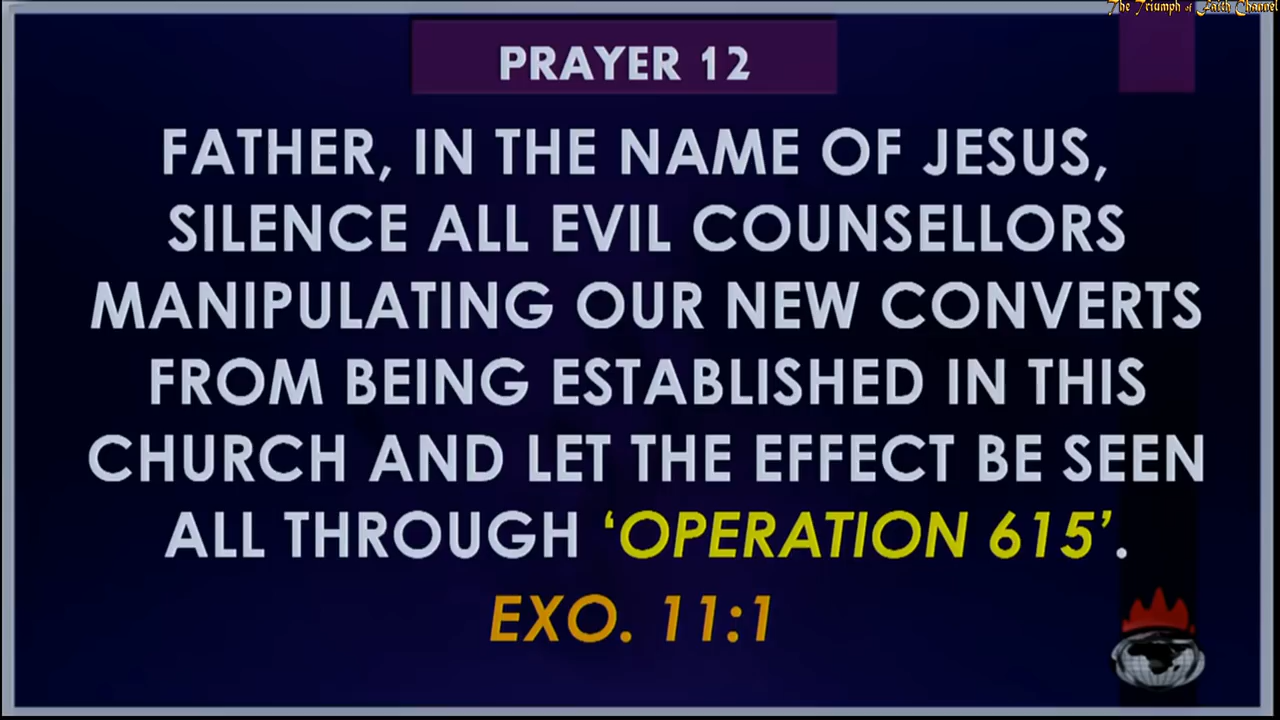 The Triumph of Faith Channel
PRAYER 12
FATHER, IN THE NAME OF JESUS,
SILENCE ALL EVIL COUNSELLORS
MANIPULATING OUR NEW CONVERTS
FROM BEING ESTABLISHED IN THIS
CHURCH AND LET THE EFFECT BE SEEN
ALL THROUGH ‘OPERATION 615’.
EXO. 11:1